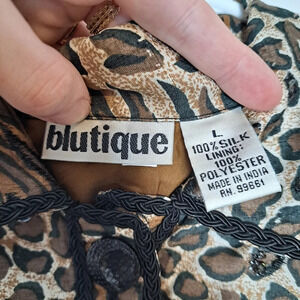 blutique
L
100% SILK
LINING:
100%
POLYESTER
MADE IN INDIA
RN. 99661